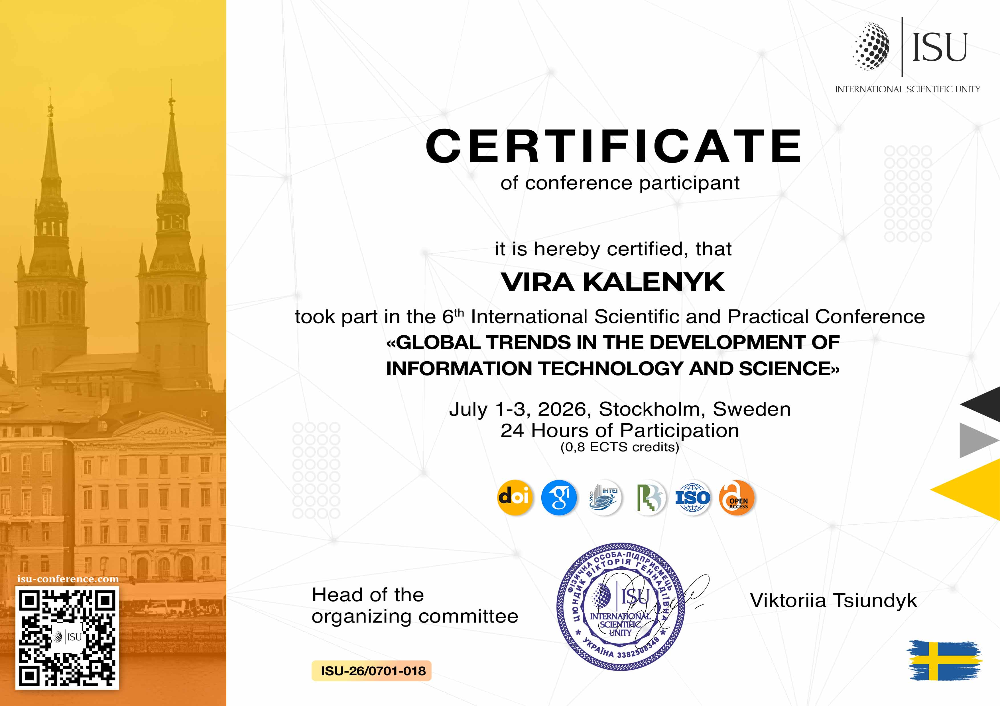 ISU
INTERNATIONAL SCIENTIFIC UNITY
CERTIFICATE
of conference participant
it is hereby certified, that
VIRA KALENYK
took part in the 6th International Scientific and Practical Conference
«GLOBAL TRENDS IN THE DEVELOPMENT OF
INFORMATION TECHNOLOGY AND SCIENCE»
July 1-3, 2026, Stockholm, Sweden
24 Hours of Participation
(0,8 ECTS credits)
doi
g
Укр ІНТЕІ
ISO
a OPEN
ACCESS
isu-conference.com
ISU
Head of the
organizing committee
ФІЗИЧНА ОСОБА-ПІДПРИЄМЕЦЬ
ЦЮНДИК ВІКТОРІЯ ГЕННАДІЇВНА
ISU
INTERNATIONAL
SCIENTIFIC
UNITY
* УКРАЇНА 3382508349 *
Viktoriia Tsiundyk
ISU-26/0701-018